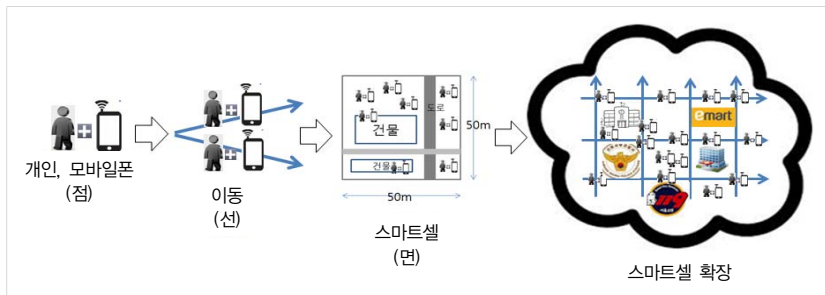 개인, 모바일폰
(점)
이동
(선)
건물
도로
건물
50m
50m
스마트셀
(면)
emart
119
스마트셀 확장